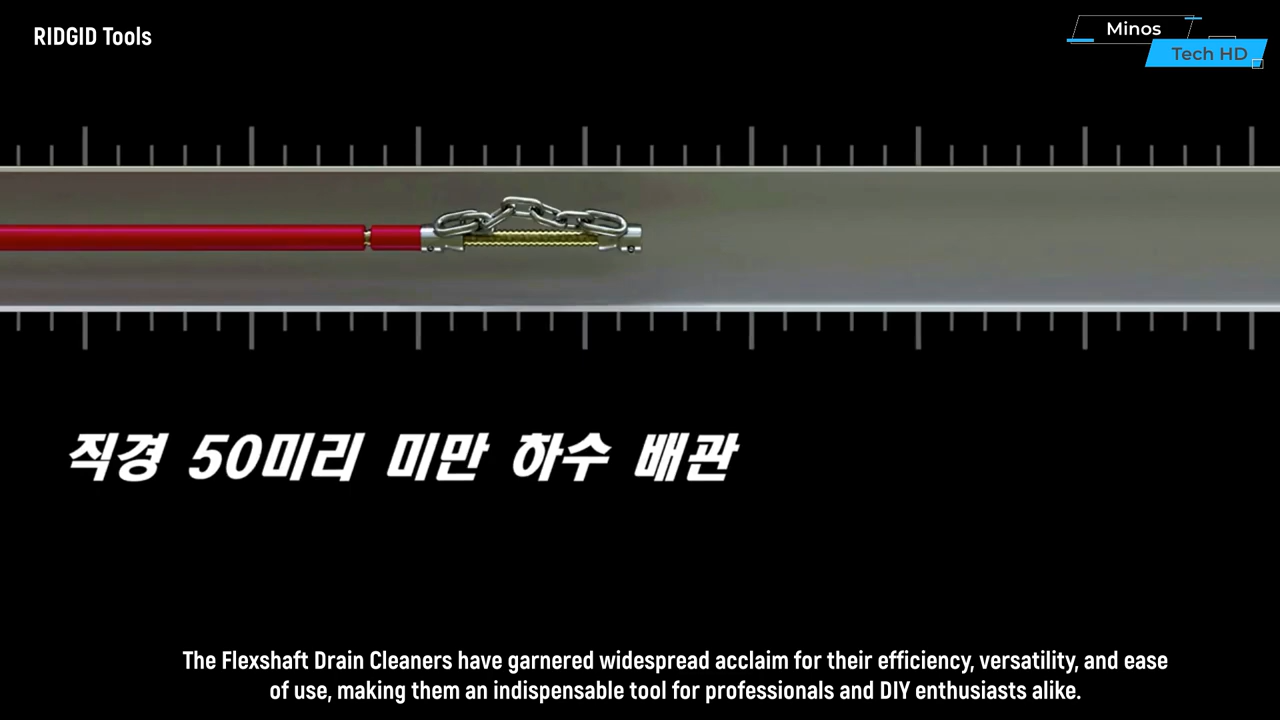 RIDGID Tools
Minos
Tech HD
직경 50미리 미만 하수 배관
The Flexshaft Drain Cleaners have garnered widespread acclaim for their efficiency, versatility, and ease
of use, making them an indispensable tool for professionals and DIY enthusiasts alike.